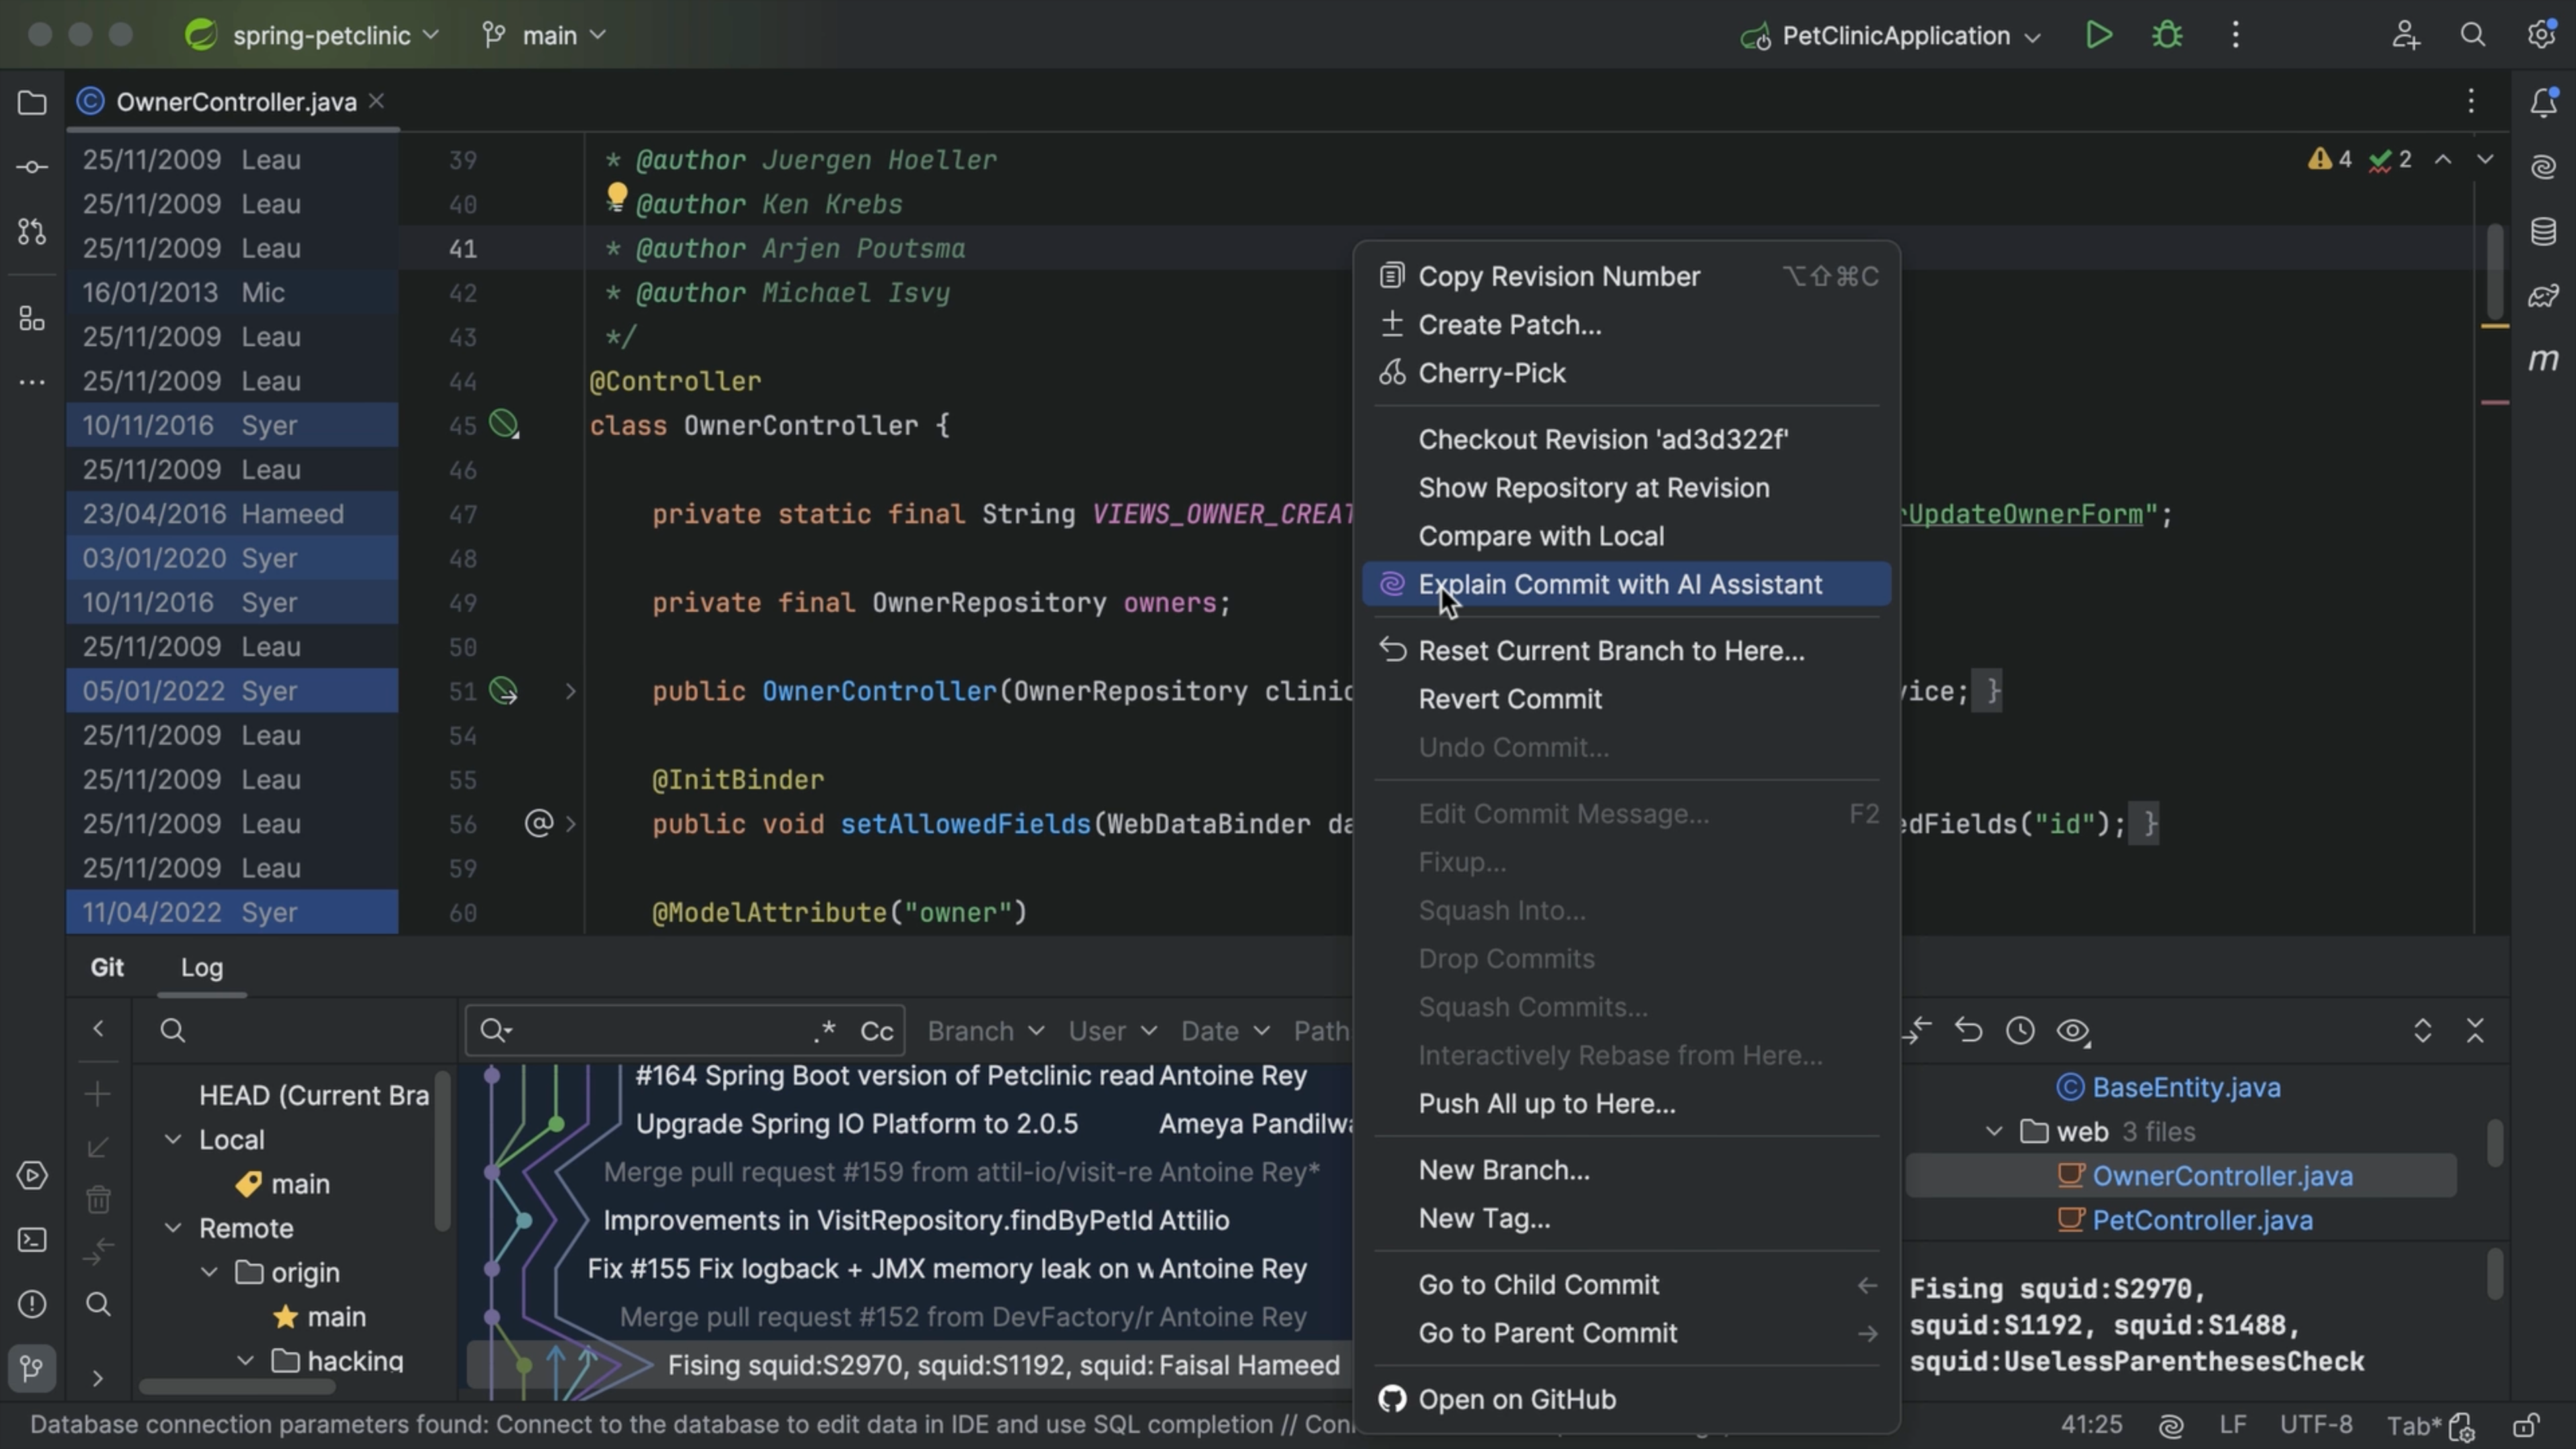 spring-petclinic
main
PetClinicApplication
OwnerController.java
4 2
25/11/2009 Leau 39 * @author Juergen Hoeller
25/11/2009 Leau 40 @author Ken Krebs
25/11/2009 Leau 41 * @author Arjen Poutsma
16/01/2013 Mic 42 * @author Michael Isvy
25/11/2009 Leau 43 */
25/11/2009 Leau 44 @Controller
10/11/2016 Syer 45 class OwnerController {
25/11/2009 Leau 46
23/04/2016 Hameed 47 private static final String VIEWS_OWNER_CREAT UpdateOwnerForm";
03/01/2020 Syer 48
10/11/2016 Syer 49 private final OwnerRepository owners;
25/11/2009 Leau 50
05/01/2022 Syer 51 public OwnerController(OwnerRepository clinic vice; }
25/11/2009 Leau 54
25/11/2009 Leau 55 @InitBinder
25/11/2009 Leau 56 @ public void setAllowedFields(WebDataBinder da edFields("id"); }
25/11/2009 Leau 59
11/04/2022 Syer 60 @ModelAttribute("owner")
Copy Revision Number ⌥⇧⌘C
Create Patch...
Cherry-Pick
Checkout Revision 'ad3d322f'
Show Repository at Revision
Compare with Local
Explain Commit with AI Assistant
Reset Current Branch to Here...
Revert Commit
Undo Commit...
Edit Commit Message... F2
Fixup...
Squash Into...
Drop Commits
Squash Commits...
Interactively Rebase from Here...
Push All up to Here...
New Branch...
New Tag...
Go to Child Commit ←
Go to Parent Commit →
Open on GitHub
m
Git Log
.* Cc Branch User Date Path
HEAD (Current Bra
Local
main
Remote
origin
main
hacking
#164 Spring Boot version of Petclinic read Antoine Rey
Upgrade Spring IO Platform to 2.0.5 Ameya Pandilwa
Merge pull request #159 from attil-io/visit-re Antoine Rey*
Improvements in VisitRepository.findByPetId Attilio
Fix #155 Fix logback + JMX memory leak on w Antoine Rey
Merge pull request #152 from DevFactory/r Antoine Rey
Fising squid:S2970, squid:S1192, squid: Faisal Hameed
BaseEntity.java
web 3 files
OwnerController.java
PetController.java
Fising squid:S2970,
squid:S1192, squid:S1488,
squid:UselessParenthesesCheck
Database connection parameters found: Connect to the database to edit data in IDE and use SQL completion // Con
41:25 LF UTF-8 Tab*